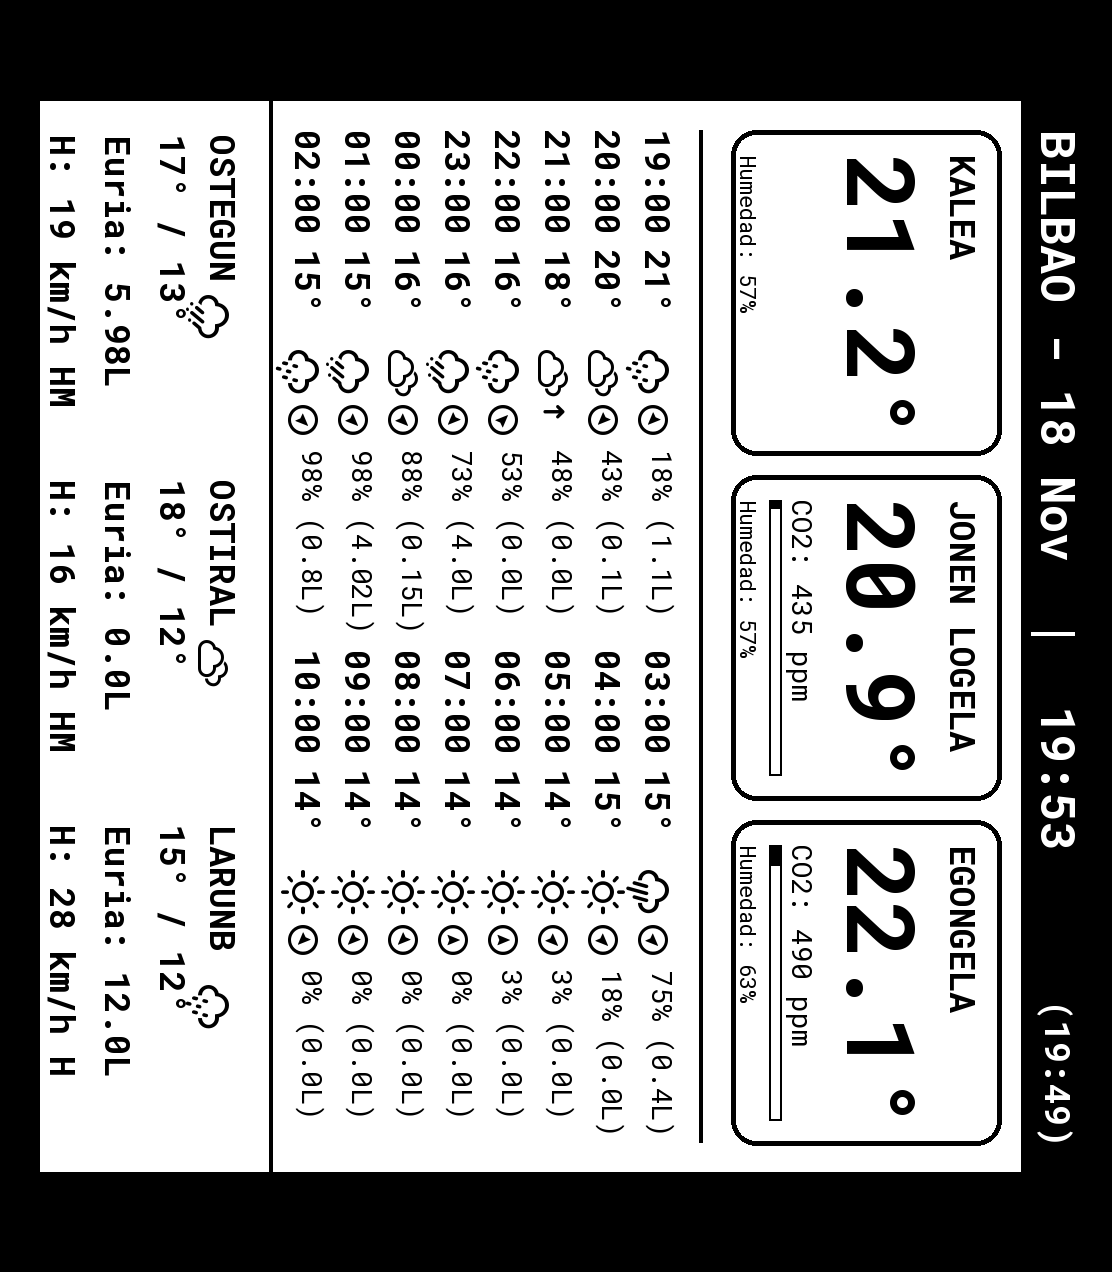 BILBAO - 18 Nov | 19:53 (19:49)
KALEA
21.2°
Humedad: 57%
JONEN LOGELA
20.9°
CO2: 435 ppm
Humedad: 57%
EGONGELA
22.1°
CO2: 490 ppm
Humedad: 63%
19:00 21° 18% (1.1L)
20:00 20° 43% (0.1L)
21:00 18° → 48% (0.0L)
22:00 16° 53% (0.0L)
23:00 16° 73% (4.0L)
00:00 16° 88% (0.15L)
01:00 15° 98% (4.02L)
02:00 15° 98% (0.8L)
03:00 15° 75% (0.4L)
04:00 15° 18% (0.0L)
05:00 14° 3% (0.0L)
06:00 14° 3% (0.0L)
07:00 14° 0% (0.0L)
08:00 14° 0% (0.0L)
09:00 14° 0% (0.0L)
10:00 14° 0% (0.0L)
OSTEGUN
17° / 13°
Euria: 5.98L
H: 19 km/h HM
OSTIRAL
18° / 12°
Euria: 0.0L
H: 16 km/h HM
LARUNB
15° / 12°
Euria: 12.0L
H: 28 km/h H